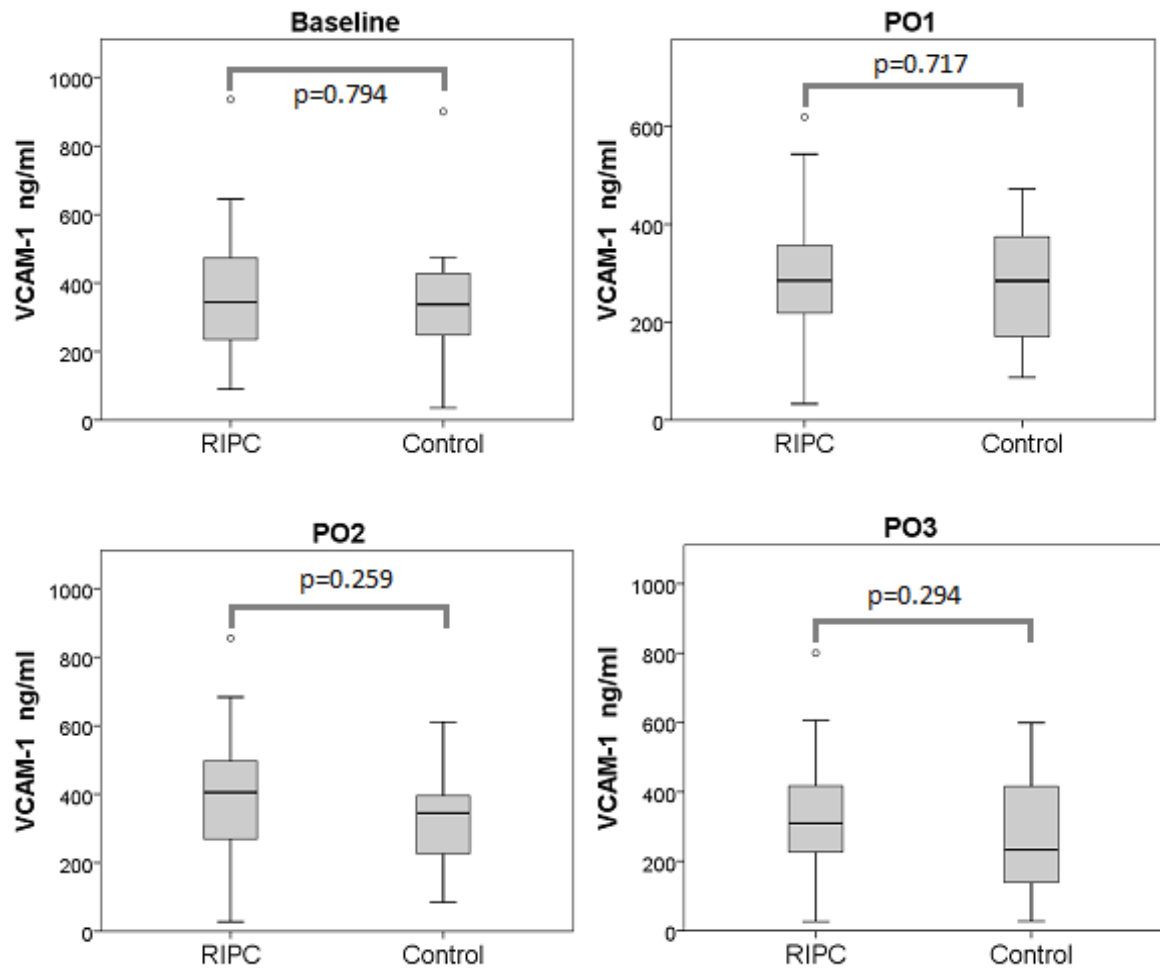 Baseline
VCAM-1 ng/ml
1000
800
600
400
200
0
p=0.794
RIPC Control
PO1
VCAM-1 ng/ml
600
400
200
0
p=0.717
RIPC Control
PO2
VCAM-1 ng/ml
1000
800
600
400
200
0
p=0.259
RIPC Control
PO3
VCAM-1 ng/ml
1000
800
600
400
200
0
p=0.294
RIPC Control